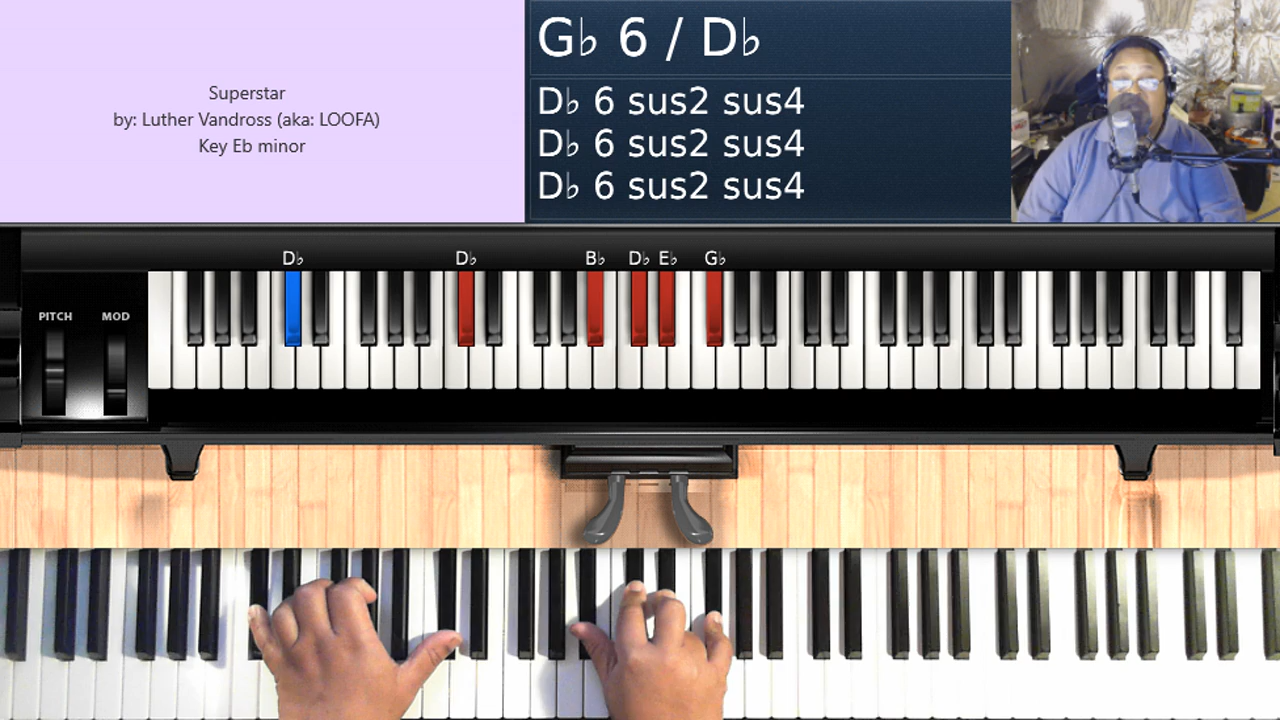 Superstar
by: Luther Vandross (aka: LOOFA)
Key Eb minor
G♭ 6 / D♭
D♭ 6 sus2 sus4
D♭ 6 sus2 sus4
D♭ 6 sus2 sus4
D♭ D♭ B♭ D♭ E♭ G♭
PITCH MOD